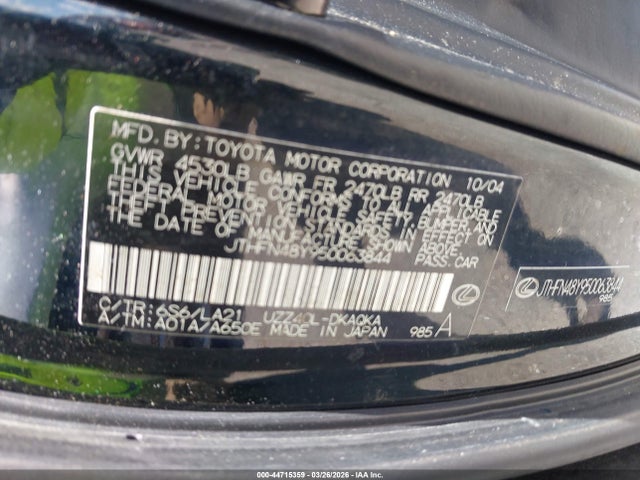 MFD. BY: TOYOTA MOTOR CORPORATION 10/04
GVWR 4530LB GAWR FR 2470LB RR 2470LB
THIS VEHICLE CONFORMS TO ALL APPLICABLE
FEDERAL MOTOR VEHICLE SAFETY, BUMPER, AND
THEFT PREVENTION STANDARDS IN EFFECT ON
THE DATE OF MANUFACTURE SHOWN ABOVE.
JTHFN48Y950063844 PASS.CAR
C/TR: 6S6/LA21 UZZ40L-DKAQKA
A/TM: A01A/A650E MADE IN JAPAN 985 A
JTHFN48Y950063844
985
000-44715359 | 03/26/2026 | IAA Inc.